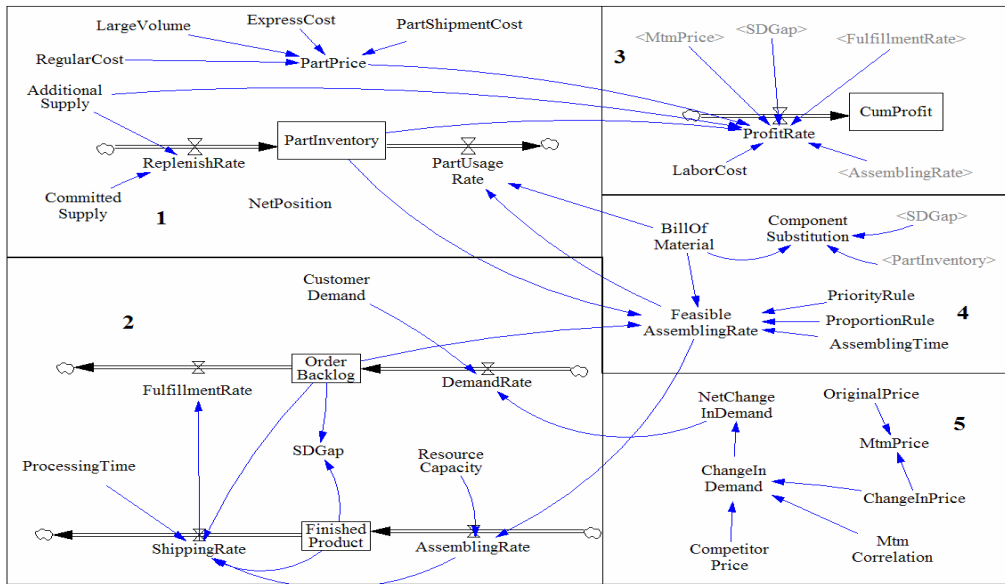 LargeVolume
ExpressCost
PartShipmentCost
RegularCost
PartPrice
Additional
Supply
PartInventory
ReplenishRate
PartUsage
Rate
Committed
Supply
NetPosition
1
<MtmPrice>
<SDGap>
<FulfillmentRate>
3
CumProfit
ProfitRate
LaborCost
<AssemblingRate>
BillOf
Material
Component
Substitution
<SDGap>
<PartInventory>
PriorityRule
Feasible
AssemblingRate
ProportionRule
4
AssemblingTime
Customer
Demand
2
Order
Backlog
FulfillmentRate
DemandRate
SDGap
Resource
Capacity
ProcessingTime
Finished
Product
ShippingRate
AssemblingRate
NetChange
InDemand
OriginalPrice
5
MtmPrice
ChangeIn
Demand
ChangeInPrice
Competitor
Price
Mtm
Correlation